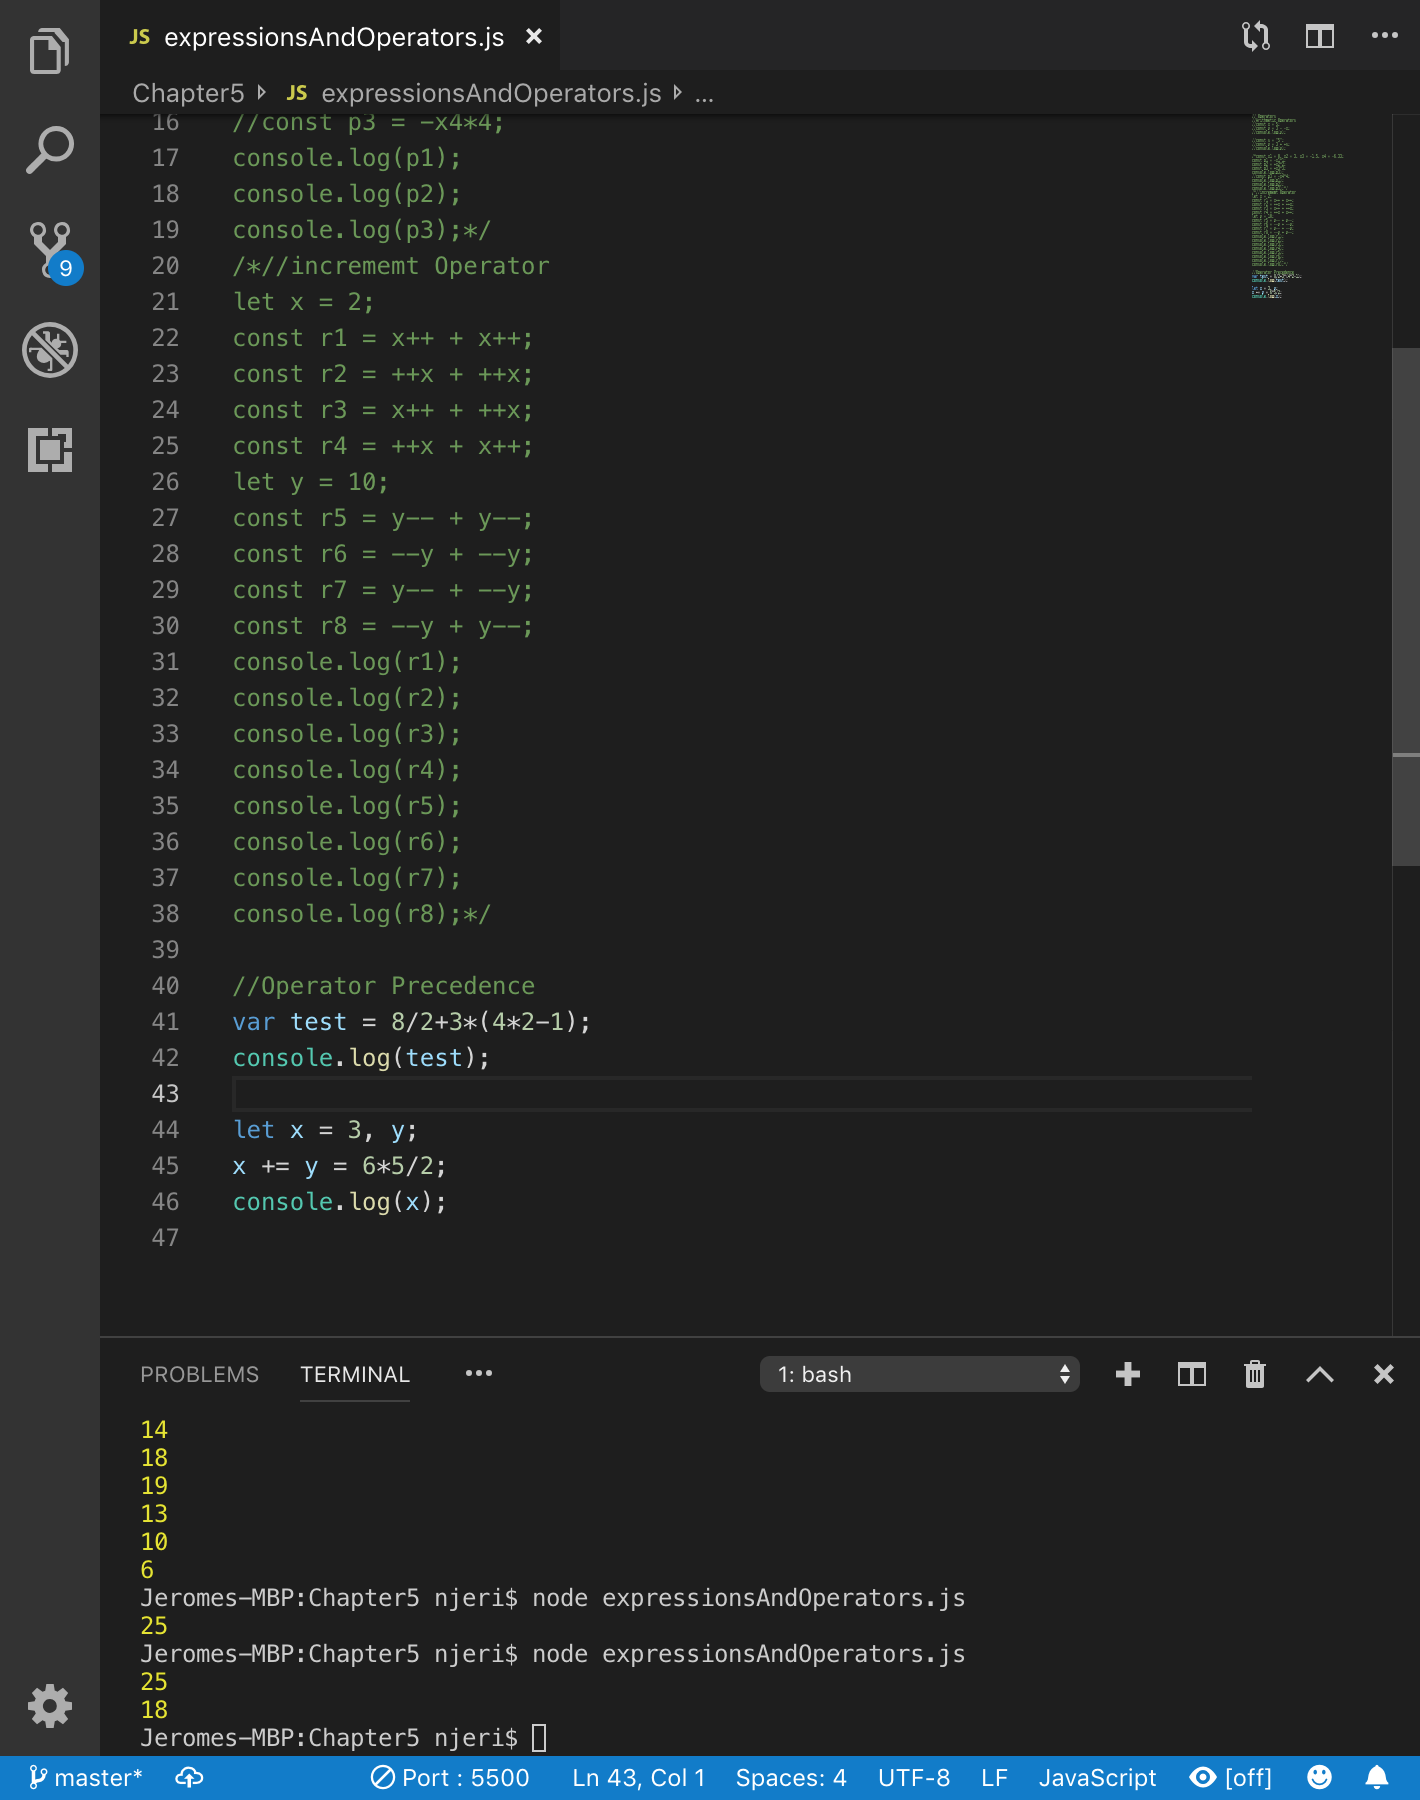 JS expressionsAndOperators.js
Chapter5 JS expressionsAndOperators.js ...
16 //const p3 = -x4*4;
17 console.log(p1);
18 console.log(p2);
19 console.log(p3);*/
20 /*//incrememt Operator
21 let x = 2;
22 const r1 = x++ + x++;
23 const r2 = ++x + ++x;
24 const r3 = x++ + ++x;
25 const r4 = ++x + x++;
26 let y = 10;
27 const r5 = y-- + y--;
28 const r6 = --y + --y;
29 const r7 = y-- + --y;
30 const r8 = --y + y--;
31 console.log(r1);
32 console.log(r2);
33 console.log(r3);
34 console.log(r4);
35 console.log(r5);
36 console.log(r6);
37 console.log(r7);
38 console.log(r8);*/
39
40 //Operator Precedence
41 var test = 8/2+3*(4*2-1);
42 console.log(test);
43
44 let x = 3, y;
45 x += y = 6*5/2;
46 console.log(x);
47
9
PROBLEMS TERMINAL ... 1: bash
14
18
19
13
10
6
Jeromes-MBP:Chapter5 njeri$ node expressionsAndOperators.js
25
Jeromes-MBP:Chapter5 njeri$ node expressionsAndOperators.js
25
18
Jeromes-MBP:Chapter5 njeri$
master* Port : 5500 Ln 43, Col 1 Spaces: 4 UTF-8 LF JavaScript [off]